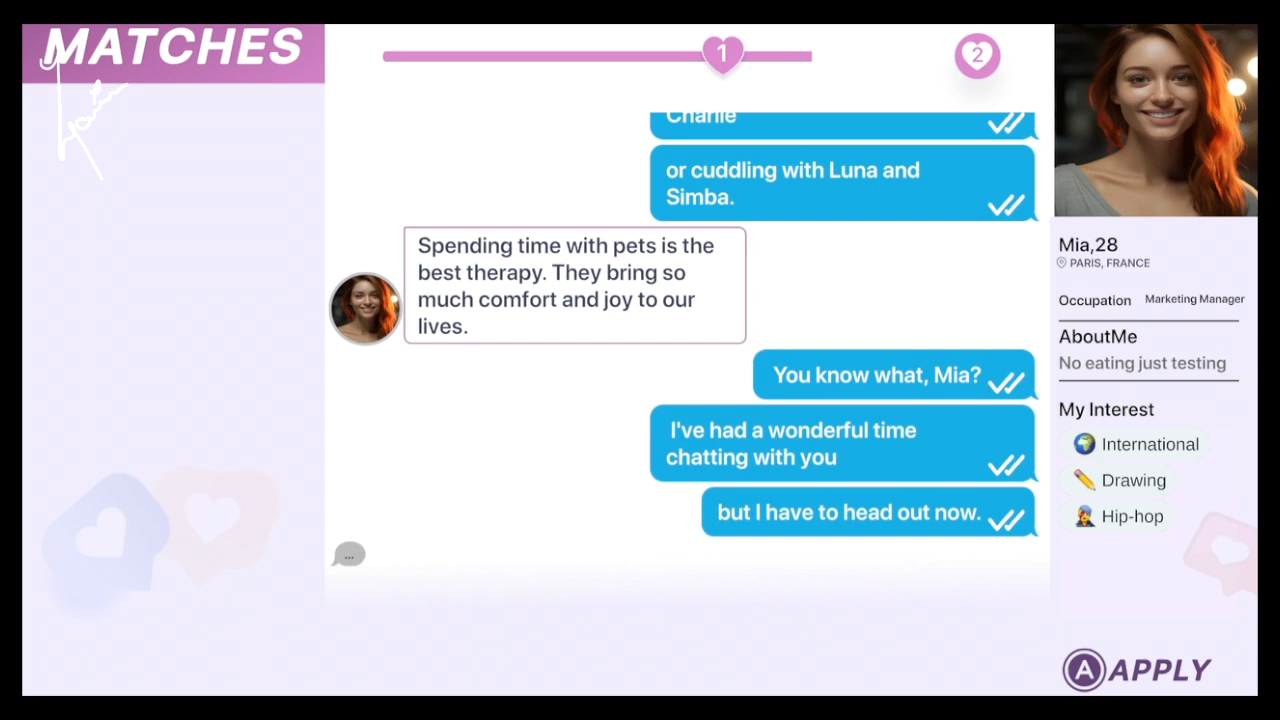 MATCHES
1
2
Charlie
or cuddling with Luna and
Simba.
Spending time with pets is the
best therapy. They bring so
much comfort and joy to our
lives.
You know what, Mia?
I've had a wonderful time
chatting with you
but I have to head out now.
...
Mia,28
PARIS, FRANCE
Occupation Marketing Manager
AboutMe
No eating just testing
My Interest
International
Drawing
Hip-hop
A APPLY